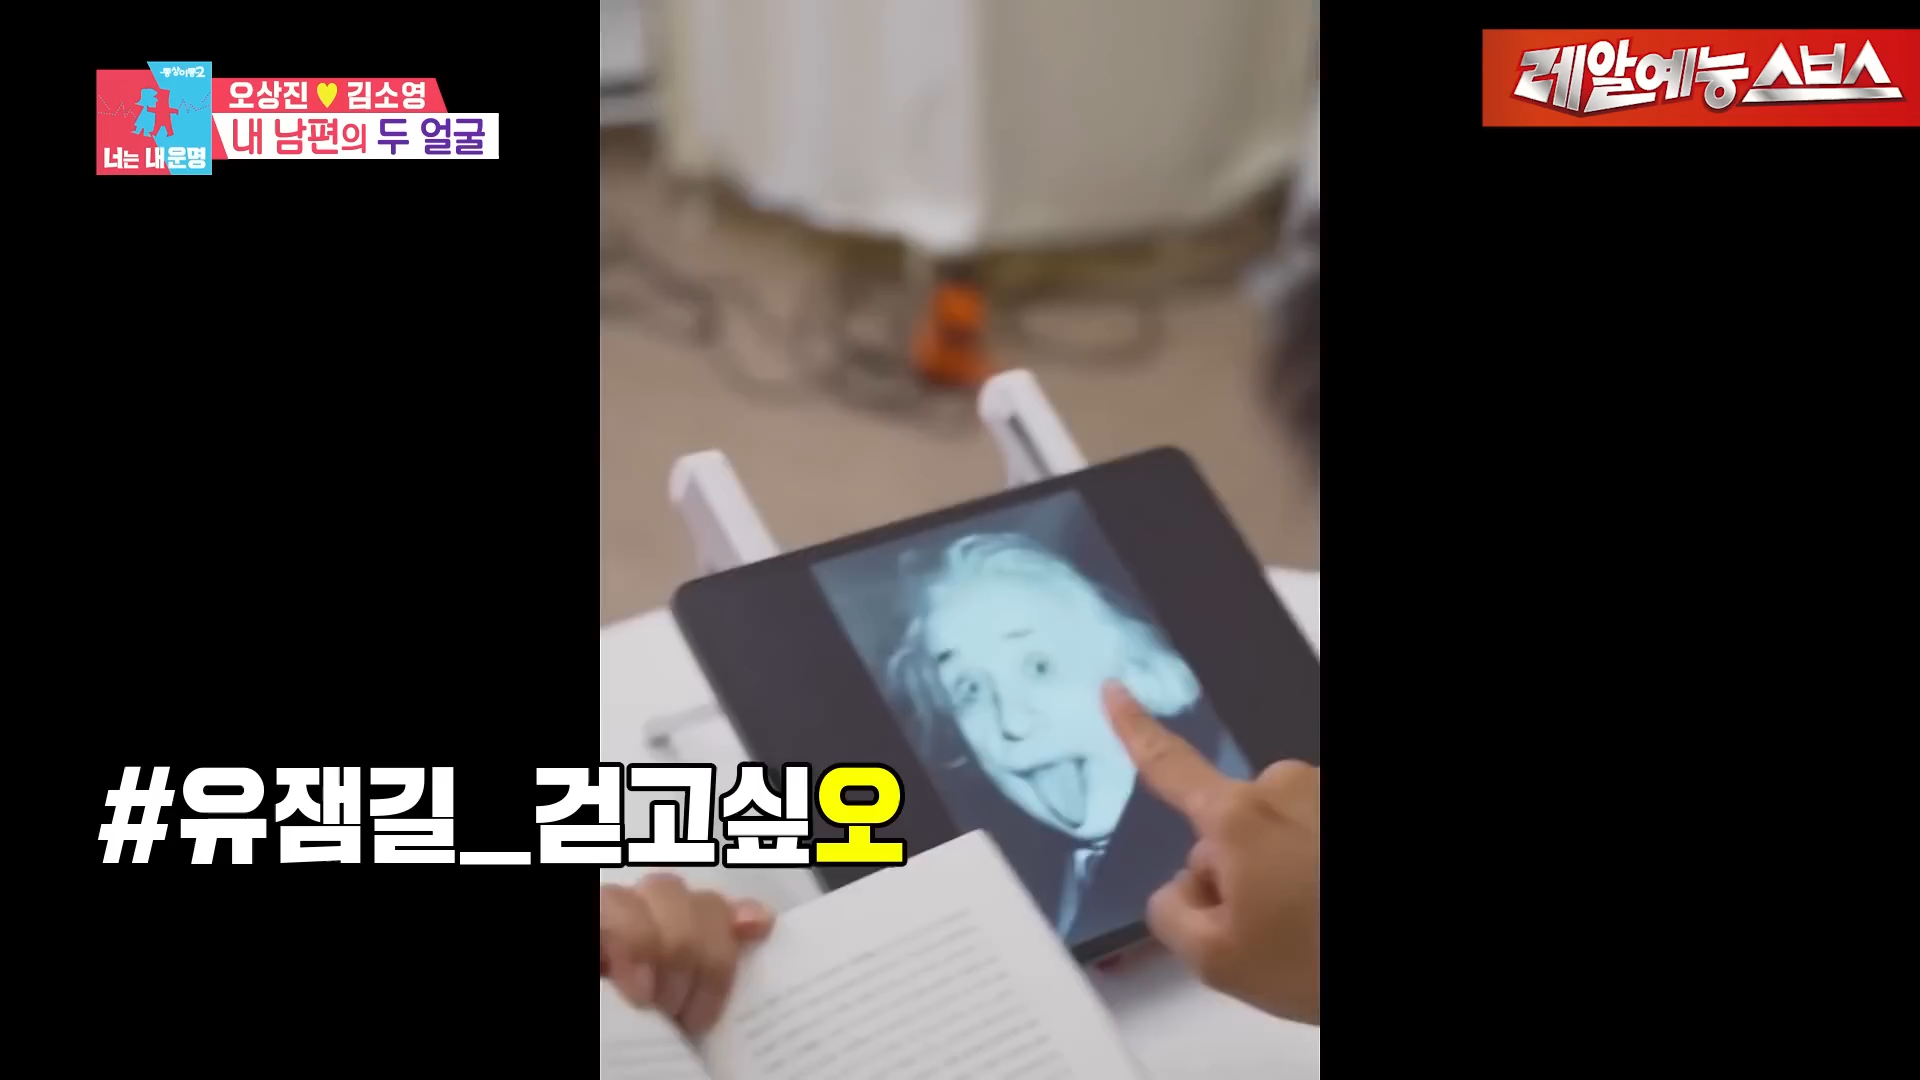 동상이몽2
너는 내 운명
오상진 💛 김소영
내 남편의 두 얼굴
레알예능스브스
#유잼길_걷고싶오